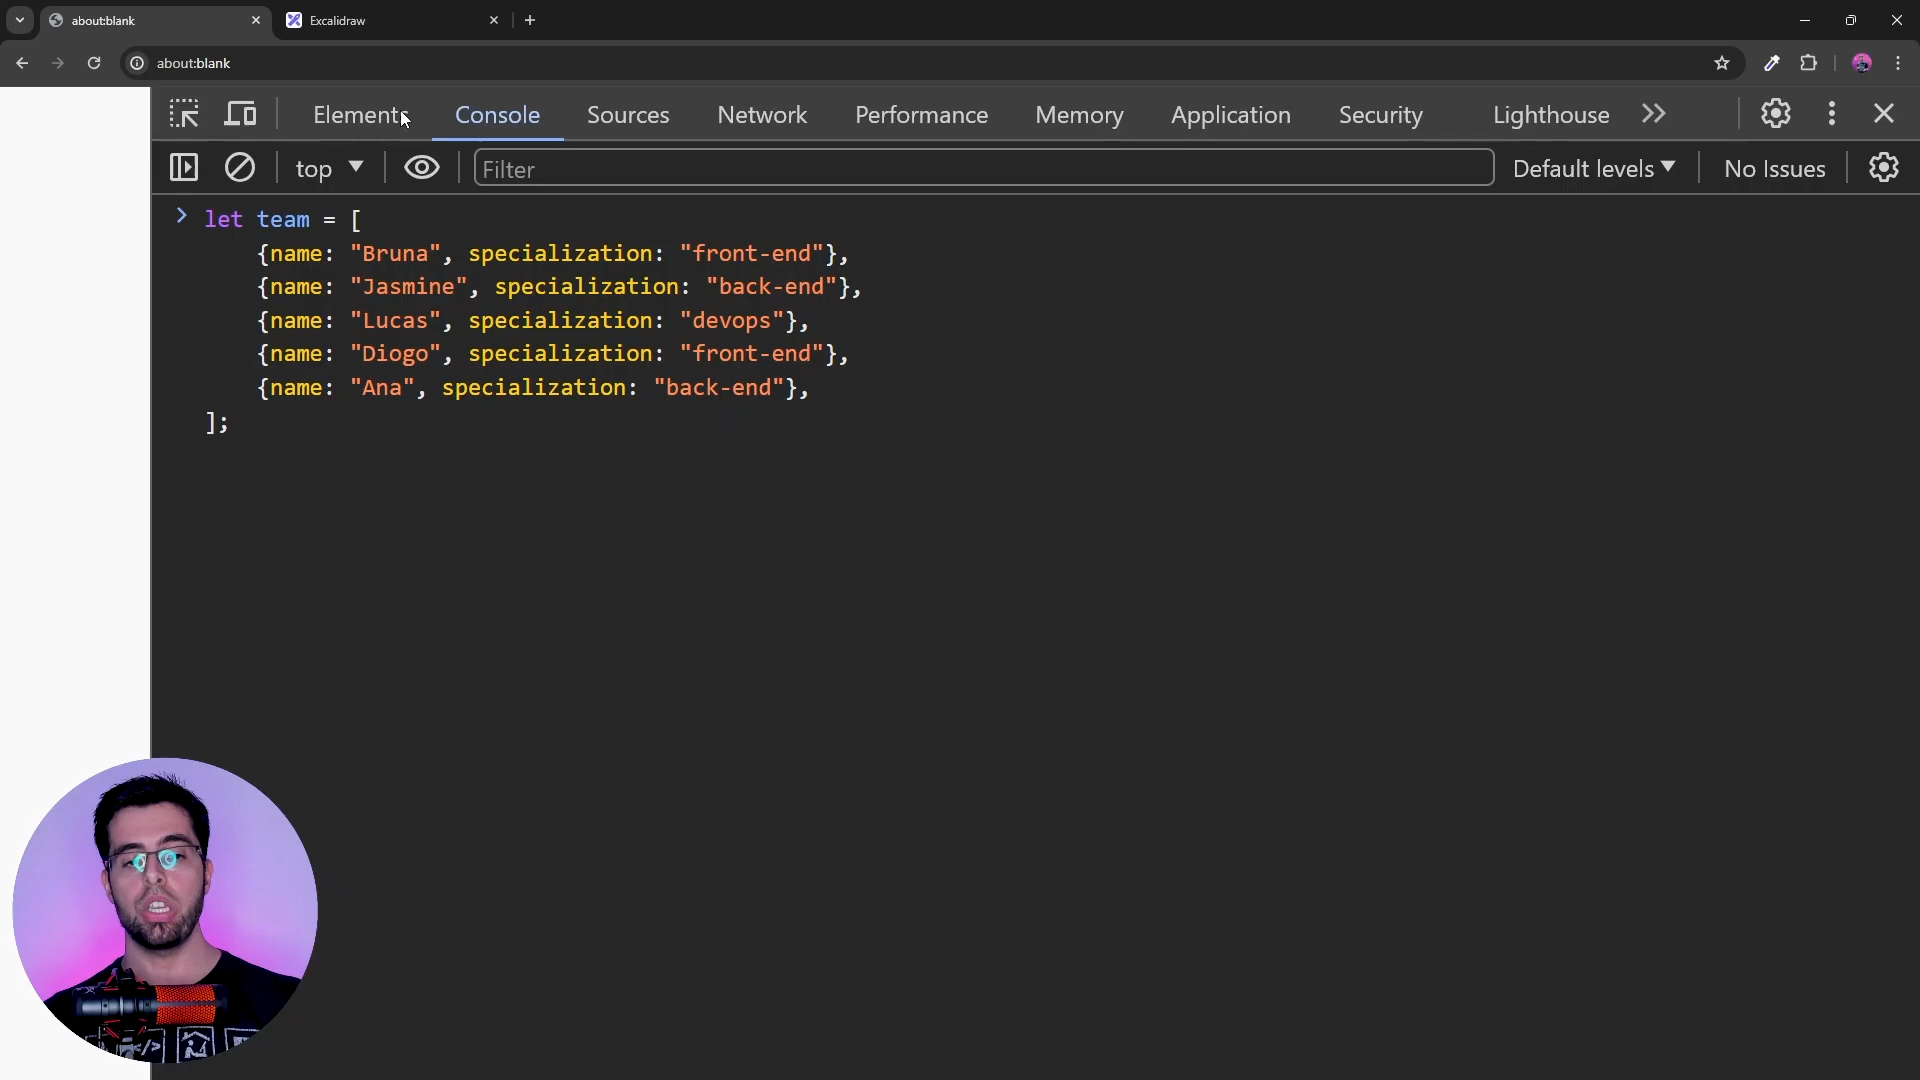 about:blank
Excalidraw
about:blank
Elements Console Sources Network Performance Memory Application Security Lighthouse
top Filter Default levels No Issues
let team = [
{name: "Bruna", specialization: "front-end"},
{name: "Jasmine", specialization: "back-end"},
{name: "Lucas", specialization: "devops"},
{name: "Diogo", specialization: "front-end"},
{name: "Ana", specialization: "back-end"},
];